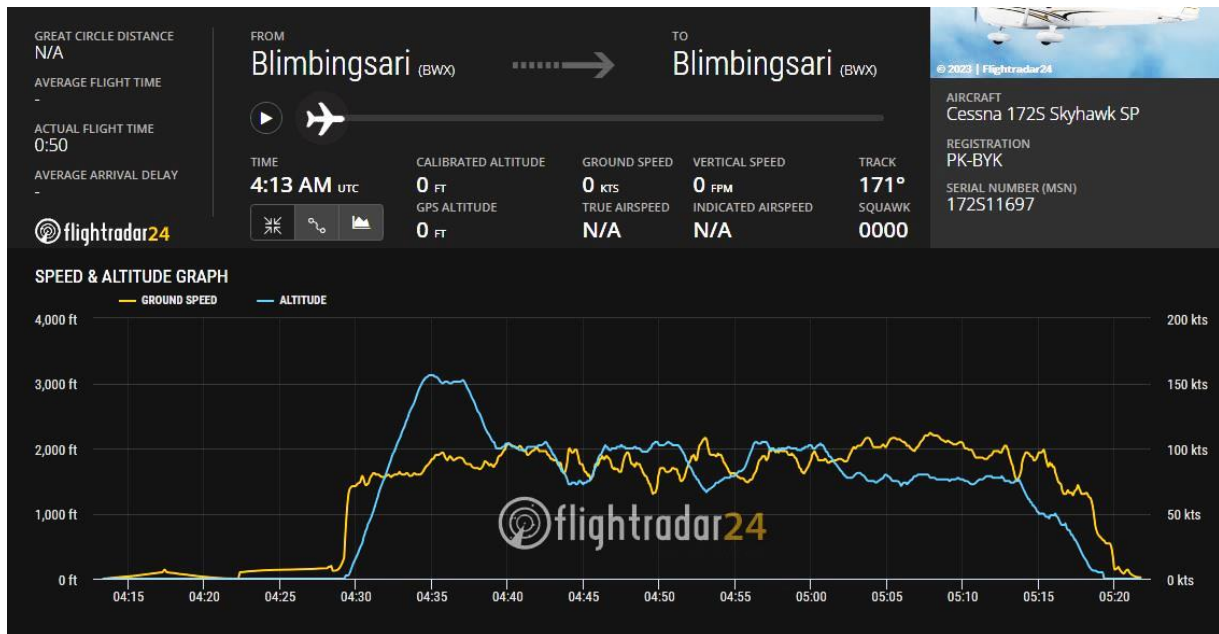 GREAT CIRCLE DISTANCE
N/A
AVERAGE FLIGHT TIME
-
ACTUAL FLIGHT TIME
0:50
AVERAGE ARRIVAL DELAY
-
flightradar24
FROM
Blimbingsari (BWX)
TO
Blimbingsari (BWX)
TIME
4:13 AM UTC
CALIBRATED ALTITUDE
0 FT
GPS ALTITUDE
0 FT
GROUND SPEED
0 KTS
TRUE AIRSPEED
N/A
VERTICAL SPEED
0 FPM
INDICATED AIRSPEED
N/A
TRACK
171°
SQUAWK
0000
© 2023 | Flightradar24
AIRCRAFT
Cessna 172S Skyhawk SP
REGISTRATION
PK-BYK
SERIAL NUMBER (MSN)
172S11697
SPEED & ALTITUDE GRAPH
GROUND SPEED ALTITUDE
4,000 ft 200 kts
3,000 ft 150 kts
2,000 ft 100 kts
1,000 ft 50 kts
0 ft 0 kts
flightradar24
04:15 04:20 04:25 04:30 04:35 04:40 04:45 04:50 04:55 05:00 05:05 05:10 05:15 05:20